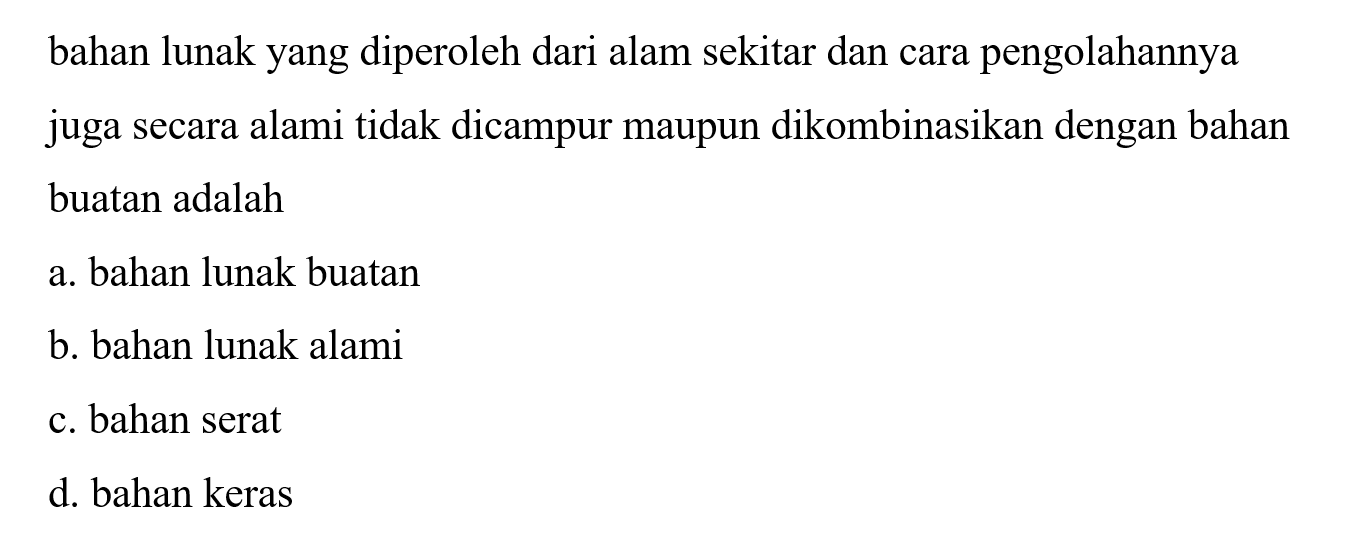 bahan lunak yang diperoleh dari alam sekitar dan cara pengolahannya
juga secara alami tidak dicampur maupun dikombinasikan dengan bahan
buatan adalah
a. bahan lunak buatan
b. bahan lunak alami
c. bahan serat
d. bahan keras